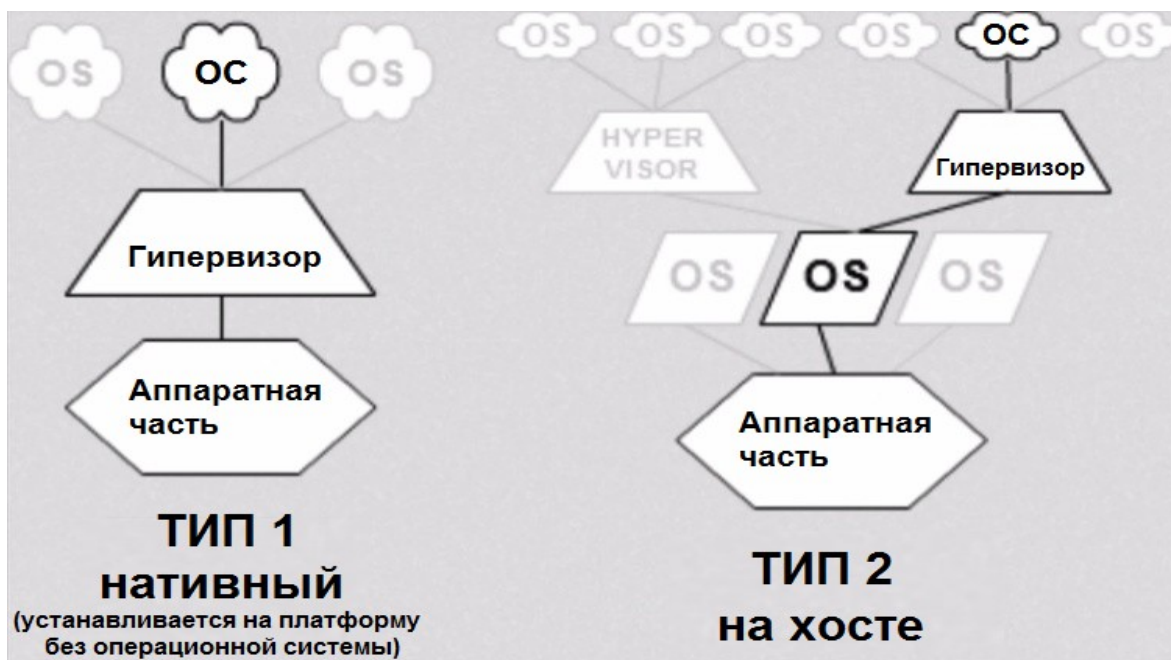 OS
ОС
OS
Гипервизор
Аппаратная
часть
ТИП 1
нативный
(устанавливается на платформу
без операционной системы)
OS
OS
OS
OS
ОС
OS
HYPER
VISOR
Гипервизор
OS
OS
OS
Аппаратная
часть
ТИП 2
на хосте